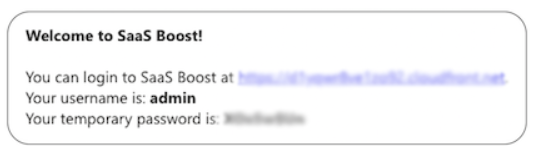 Welcome to SaaS Boost!
You can login to SaaS Boost at
Your username is: admin
Your temporary password is: